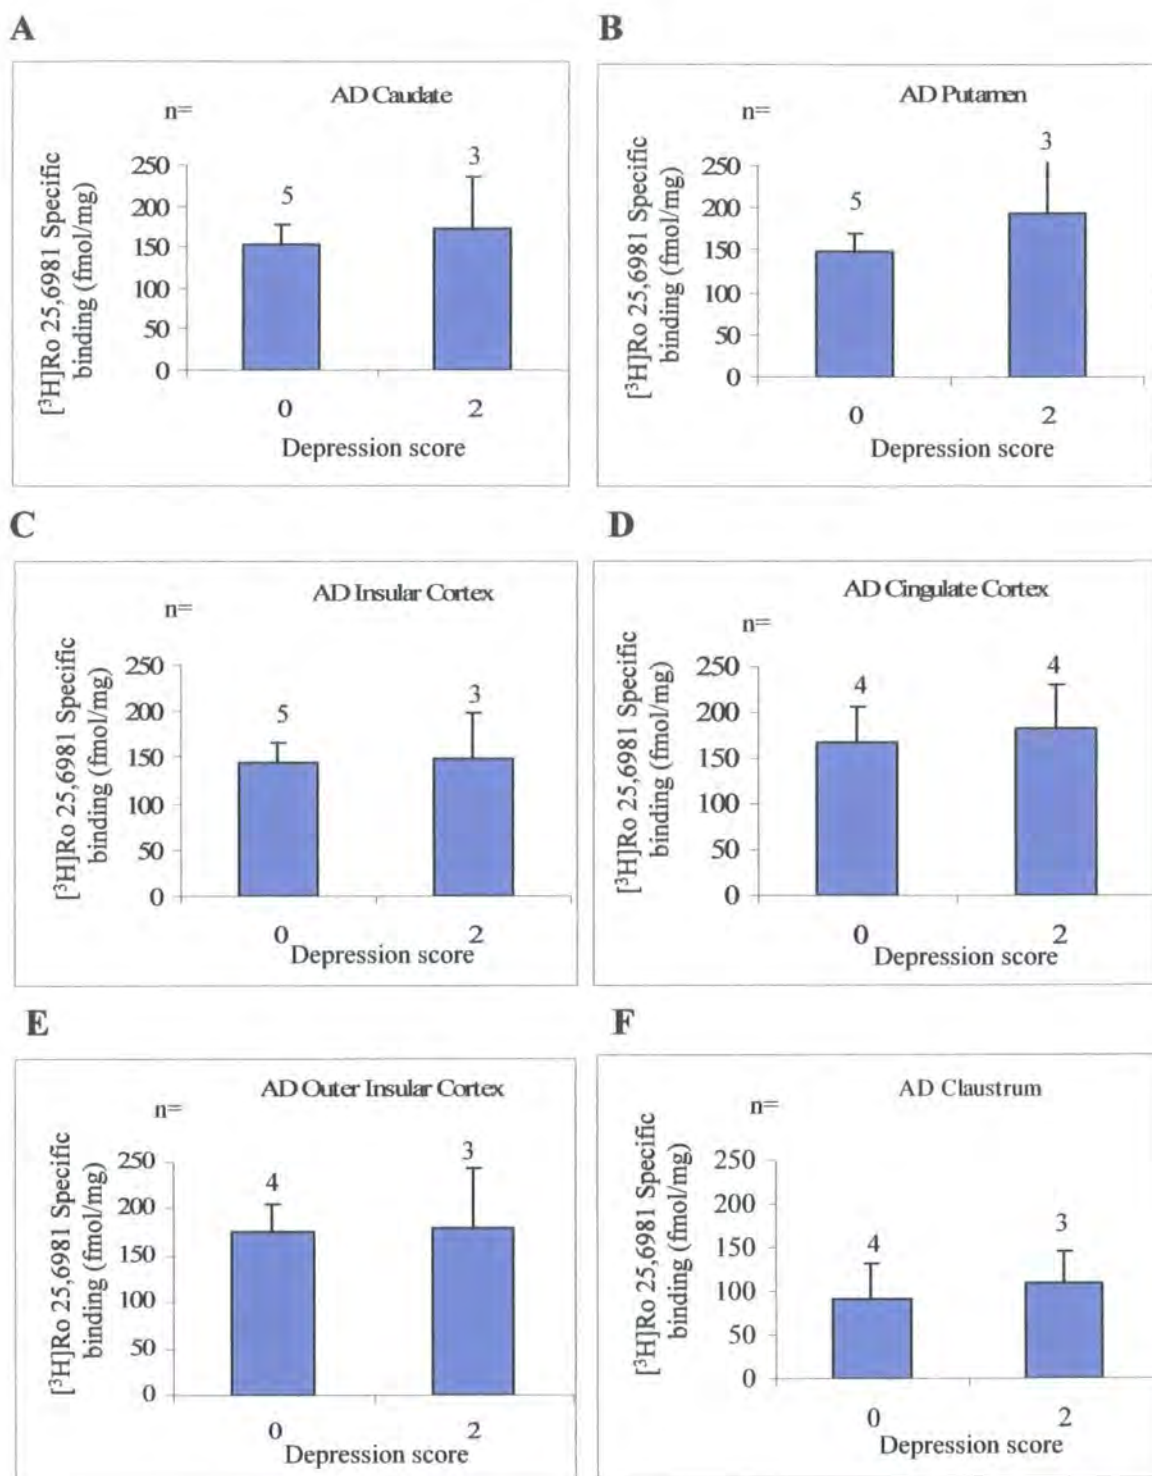 A
AD Caudate
n=
[³H]Ro 25,6981 Specific
binding (fmol/mg)
250
200
150
100
50
0
5
3
0
2
Depression score
B
AD Putamen
n=
[³H]Ro 25,6981 Specific
binding (fmol/mg)
250
200
150
100
50
0
5
3
0
2
Depression score
C
AD Insular Cortex
n=
[³H]Ro 25,6981 Specific
binding (fmol/mg)
250
200
150
100
50
0
5
3
0
2
Depression score
D
AD Cingulate Cortex
n=
[³H]Ro 25,6981 Specific
binding (fmol/mg)
250
200
150
100
50
0
4
4
0
2
Depression score
E
AD Outer Insular Cortex
n=
[³H]Ro 25,6981 Specific
binding (fmol/mg)
250
200
150
100
50
0
4
3
0
2
Depression score
F
AD Claustrum
n=
[³H]Ro 25,6981 Specific
binding (fmol/mg)
250
200
150
100
50
0
4
3
0
2
Depression score